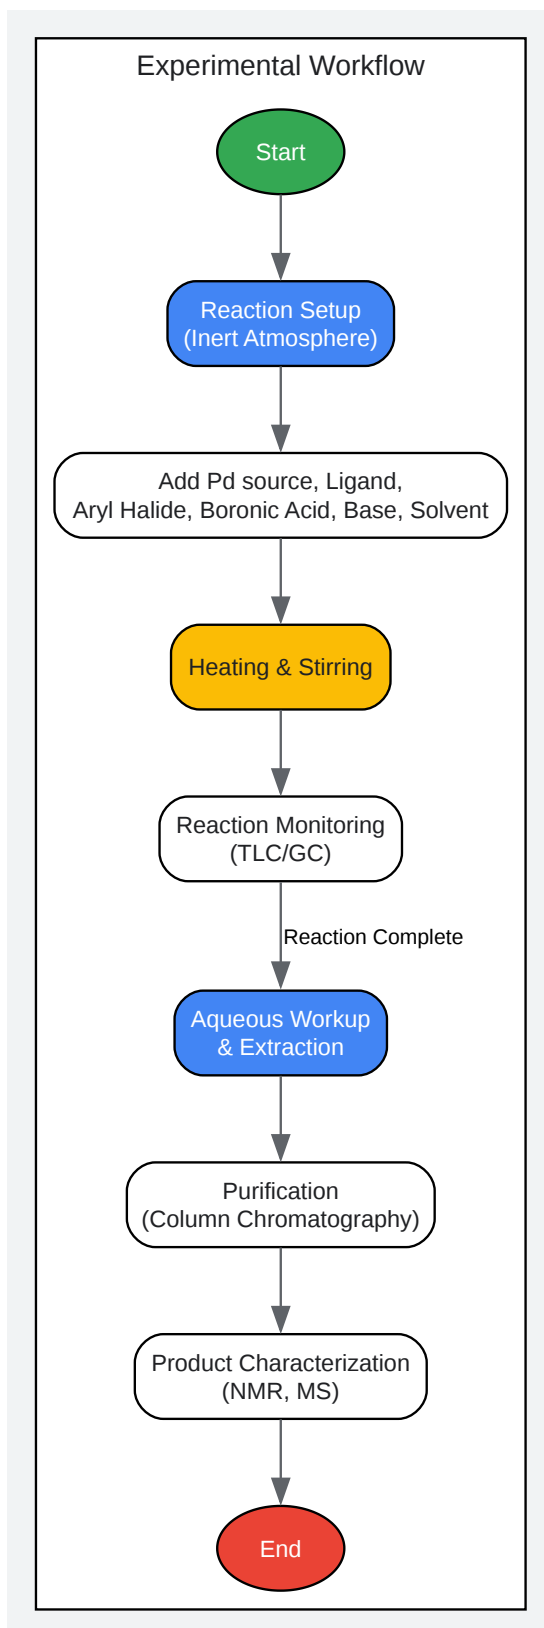 Experimental Workflow
Start
Reaction Setup
(Inert Atmosphere)
Add Pd source, Ligand,
Aryl Halide, Boronic Acid, Base, Solvent
Heating & Stirring
Reaction Monitoring
(TLC/GC)
Reaction Complete
Aqueous Workup
& Extraction
Purification
(Column Chromatography)
Product Characterization
(NMR, MS)
End